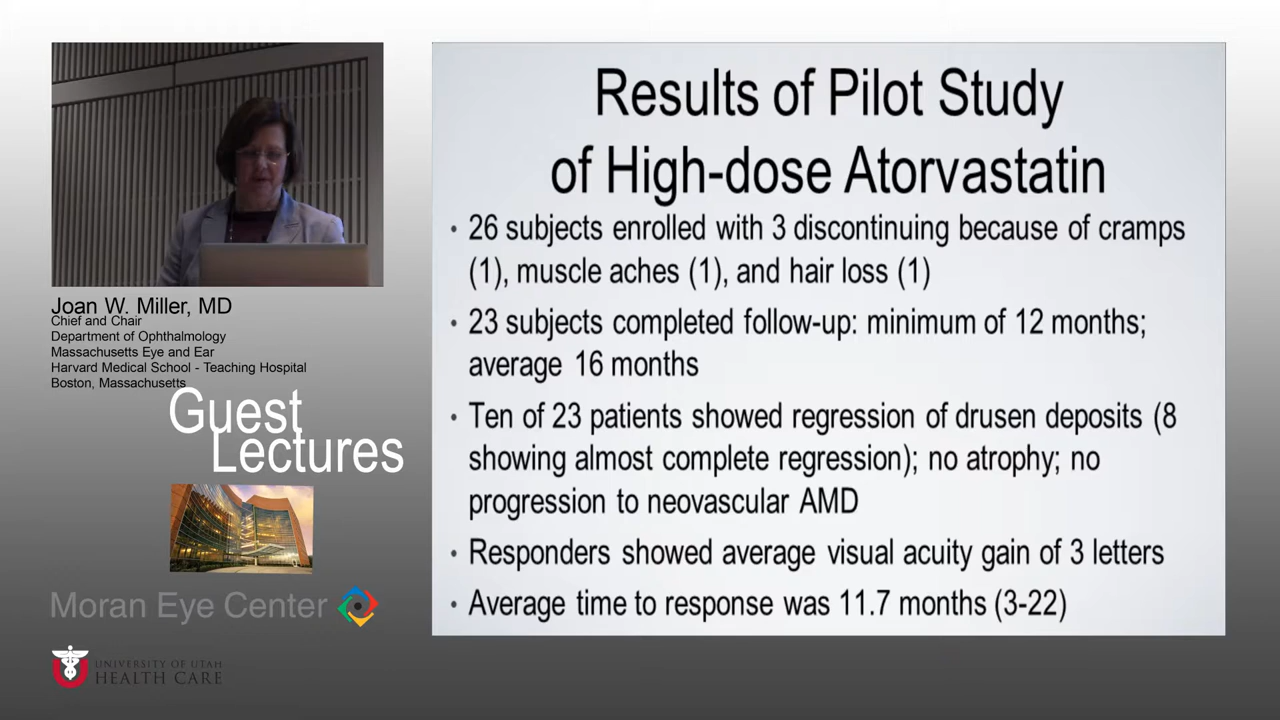 Results of Pilot Study
of High-dose Atorvastatin
• 26 subjects enrolled with 3 discontinuing because of cramps
(1), muscle aches (1), and hair loss (1)
• 23 subjects completed follow-up: minimum of 12 months;
average 16 months
• Ten of 23 patients showed regression of drusen deposits (8
showing almost complete regression); no atrophy; no
progression to neovascular AMD
• Responders showed average visual acuity gain of 3 letters
• Average time to response was 11.7 months (3-22)
Joan W. Miller, MD
Chief and Chair
Department of Ophthalmology
Massachusetts Eye and Ear
Harvard Medical School - Teaching Hospital
Boston, Massachusetts
Guest
Lectures
Moran Eye Center
U
UNIVERSITY OF UTAH
HEALTH CARE